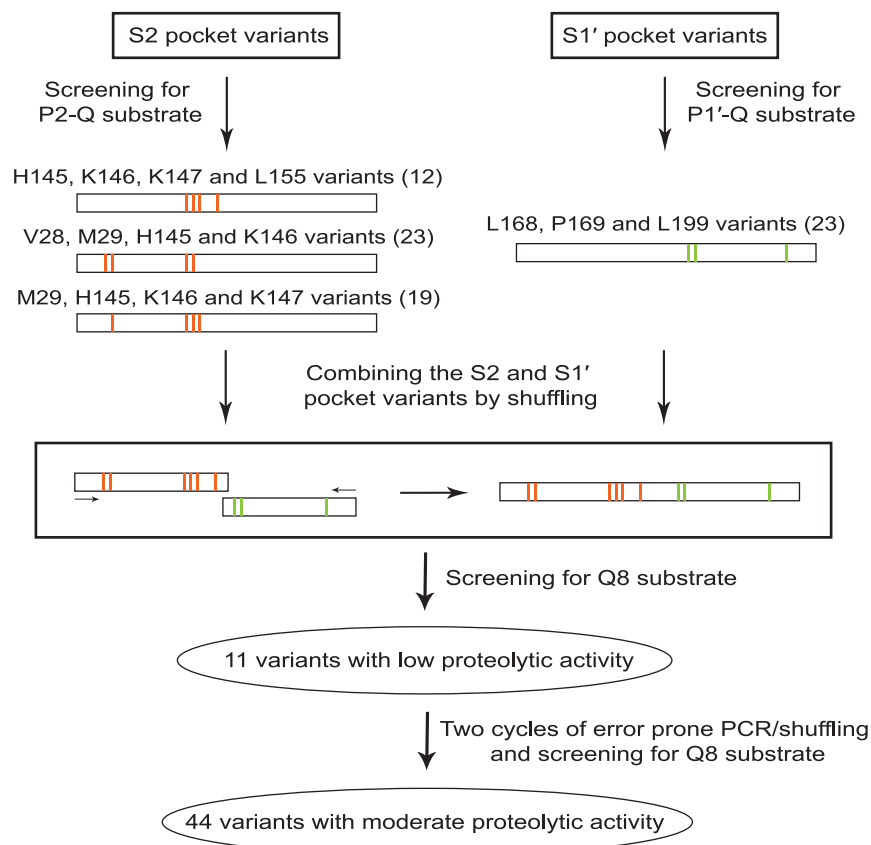 S2 pocket variants
S1′ pocket variants
Screening for
P2-Q substrate
Screening for
P1′-Q substrate
H145, K146, K147 and L155 variants (12)
V28, M29, H145 and K146 variants (23)
M29, H145, K146 and K147 variants (19)
L168, P169 and L199 variants (23)
Combining the S2 and S1′
pocket variants by shuffling
Screening for Q8 substrate
11 variants with low proteolytic activity
Two cycles of error prone PCR/shuffling
and screening for Q8 substrate
44 variants with moderate proteolytic activity